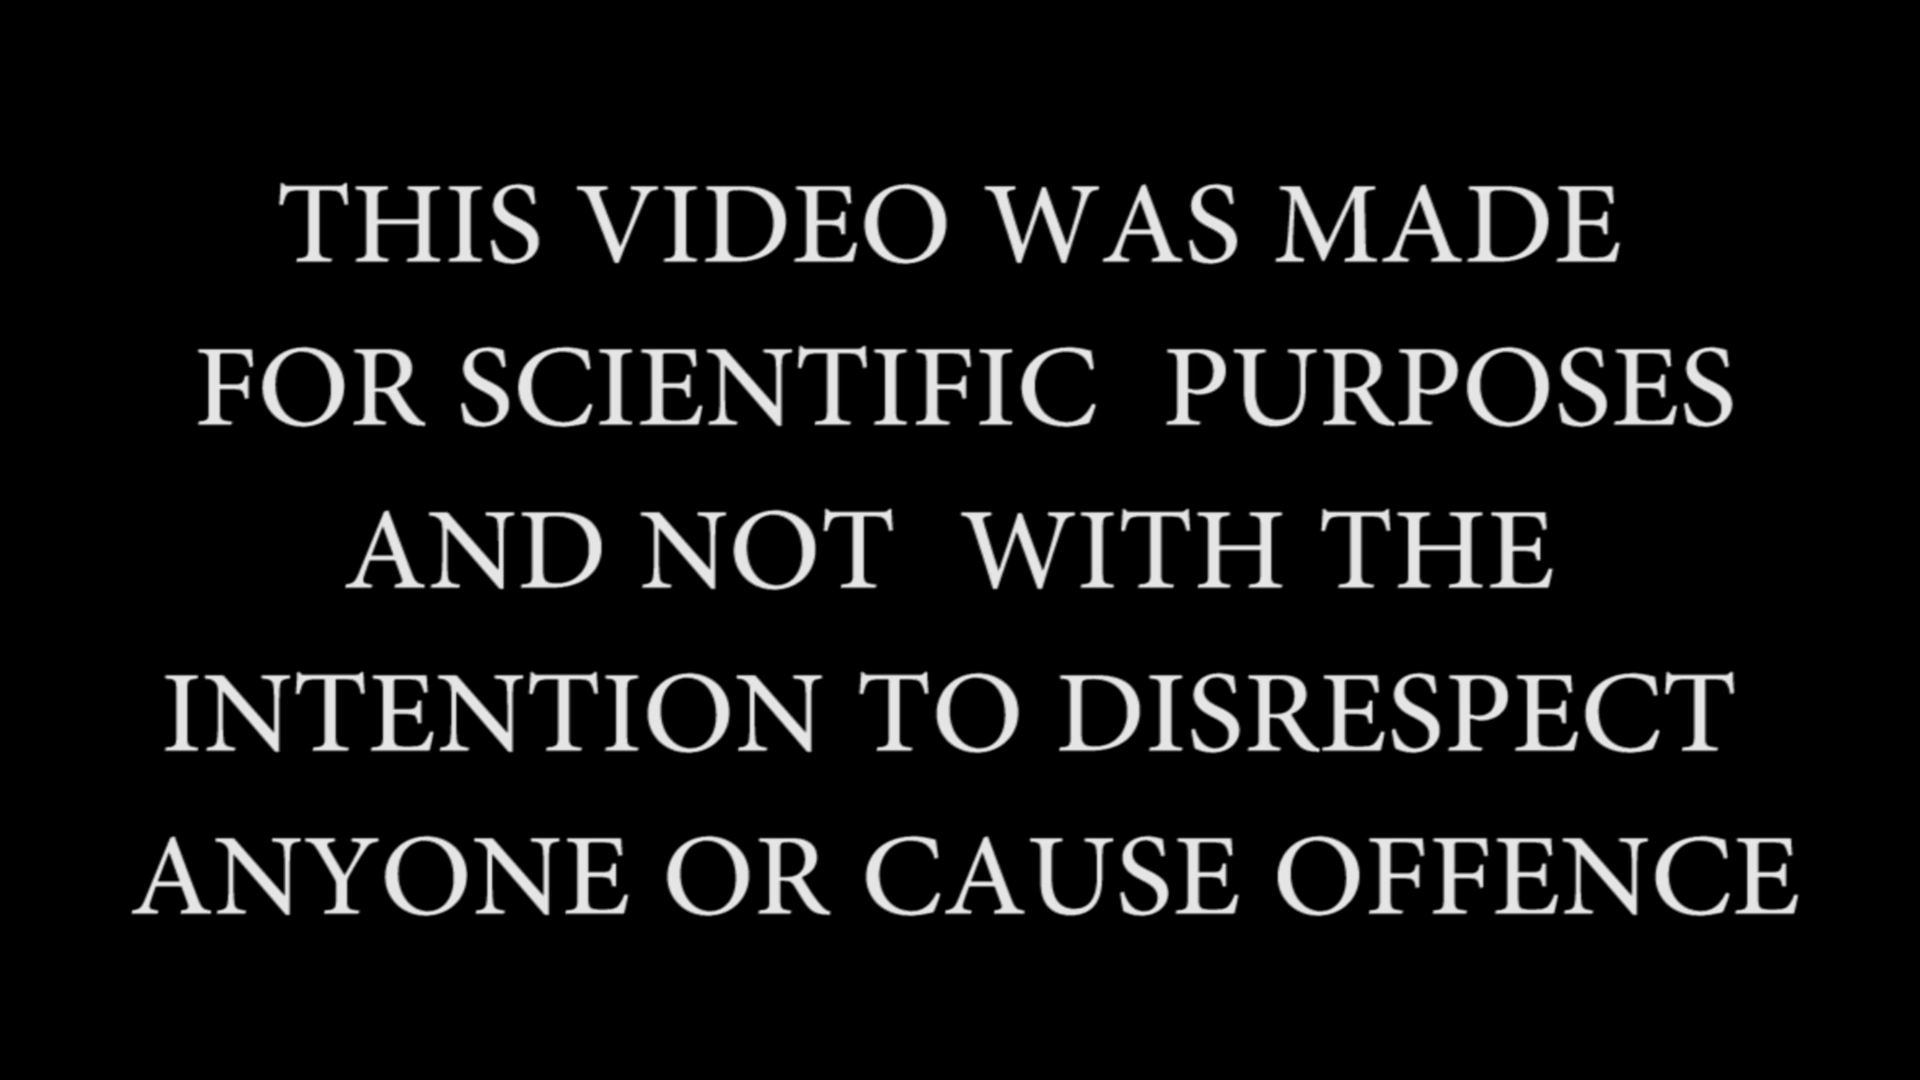 THIS VIDEO WAS MADE
FOR SCIENTIFIC PURPOSES
AND NOT WITH THE
INTENTION TO DISRESPECT
ANYONE OR CAUSE OFFENCE